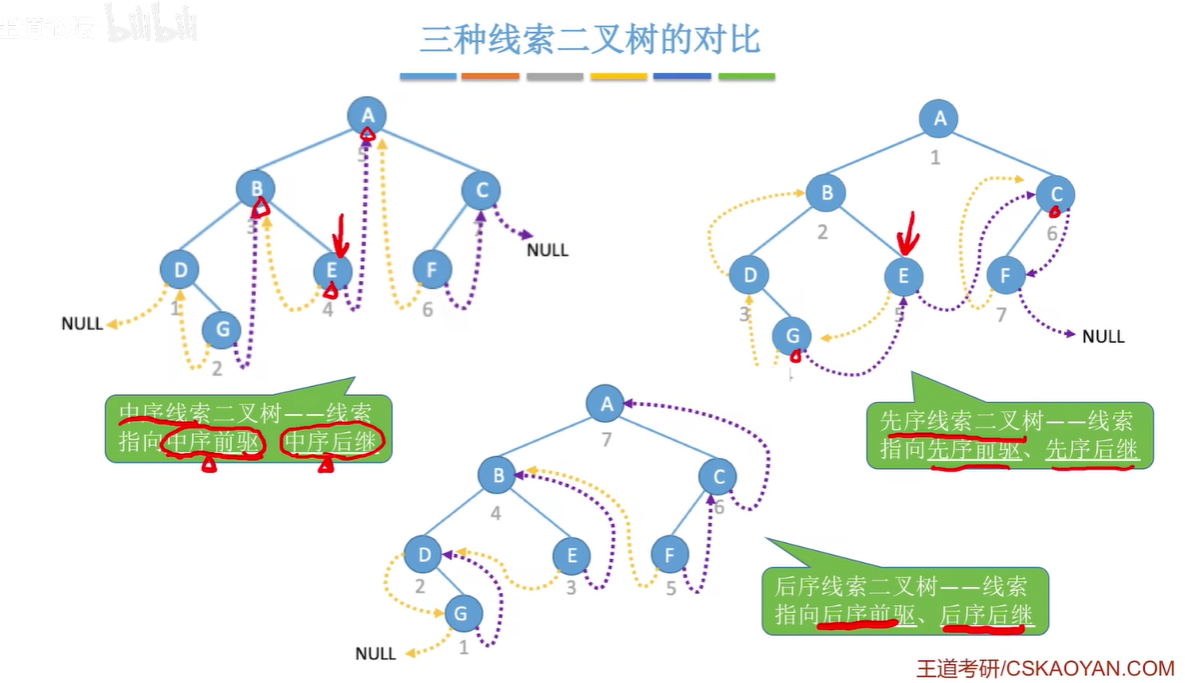 bilibili
三种线索二叉树的对比
A
5
B
3
C
7
NULL
D
1
E
4
F
6
NULL
G
2
A
1
B
2
C
6
D
3
E
5
F
7
G
4
NULL
中序线索二叉树——线索
指向中序前驱、中序后继
先序线索二叉树——线索
指向先序前驱、先序后继
A
7
B
4
C
6
D
2
E
3
F
5
G
1
NULL
后序线索二叉树——线索
指向后序前驱、后序后继
王道考研/CSKAOYAN.COM